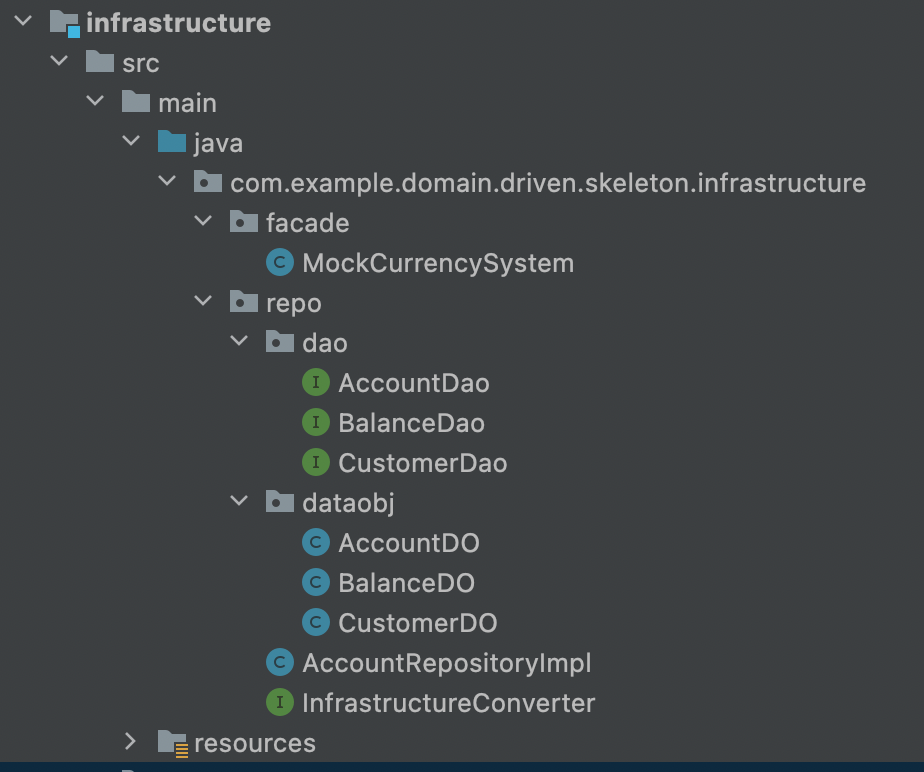 infrastructure
src
main
java
com.example.domain.driven.skeleton.infrastructure
facade
C MockCurrencySystem
repo
dao
I AccountDao
I BalanceDao
I CustomerDao
dataobj
C AccountDO
C BalanceDO
C CustomerDO
C AccountRepositoryImpl
I InfrastructureConverter
resources